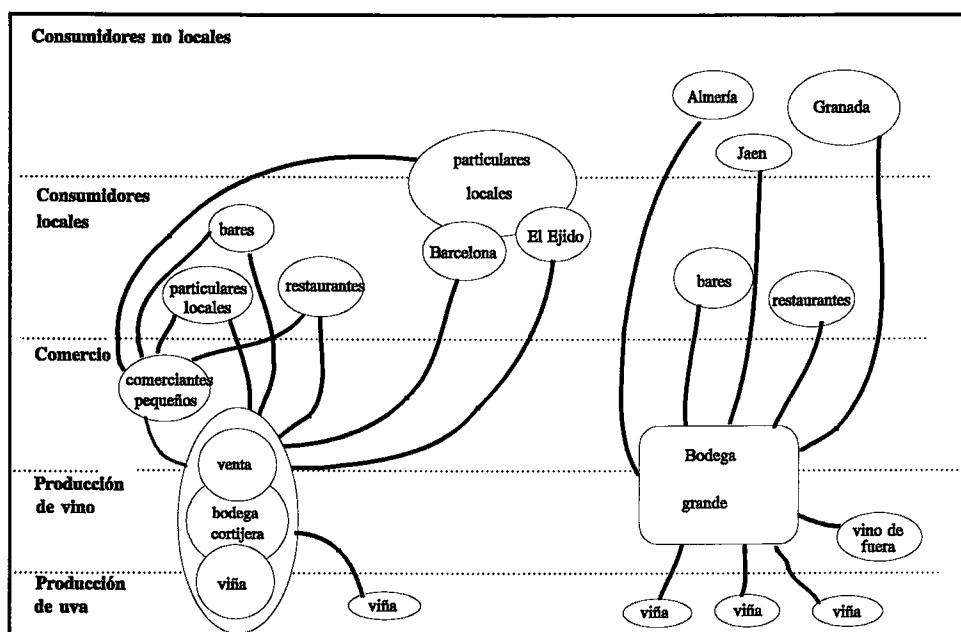 Consumidores no locales
Almería
Granada
Jaen
particulares
locales
Consumidores
locales
bares
El Ejido
Barcelona
particulares
locales
restaurantes
bares
restaurantes
Comercio
comerciantes
pequeños
venta
Bodega
grande
Producción
de vino
bodega
cortijera
vino de
fuera
viña
Producción
de uva
viña
viña
viña
viña